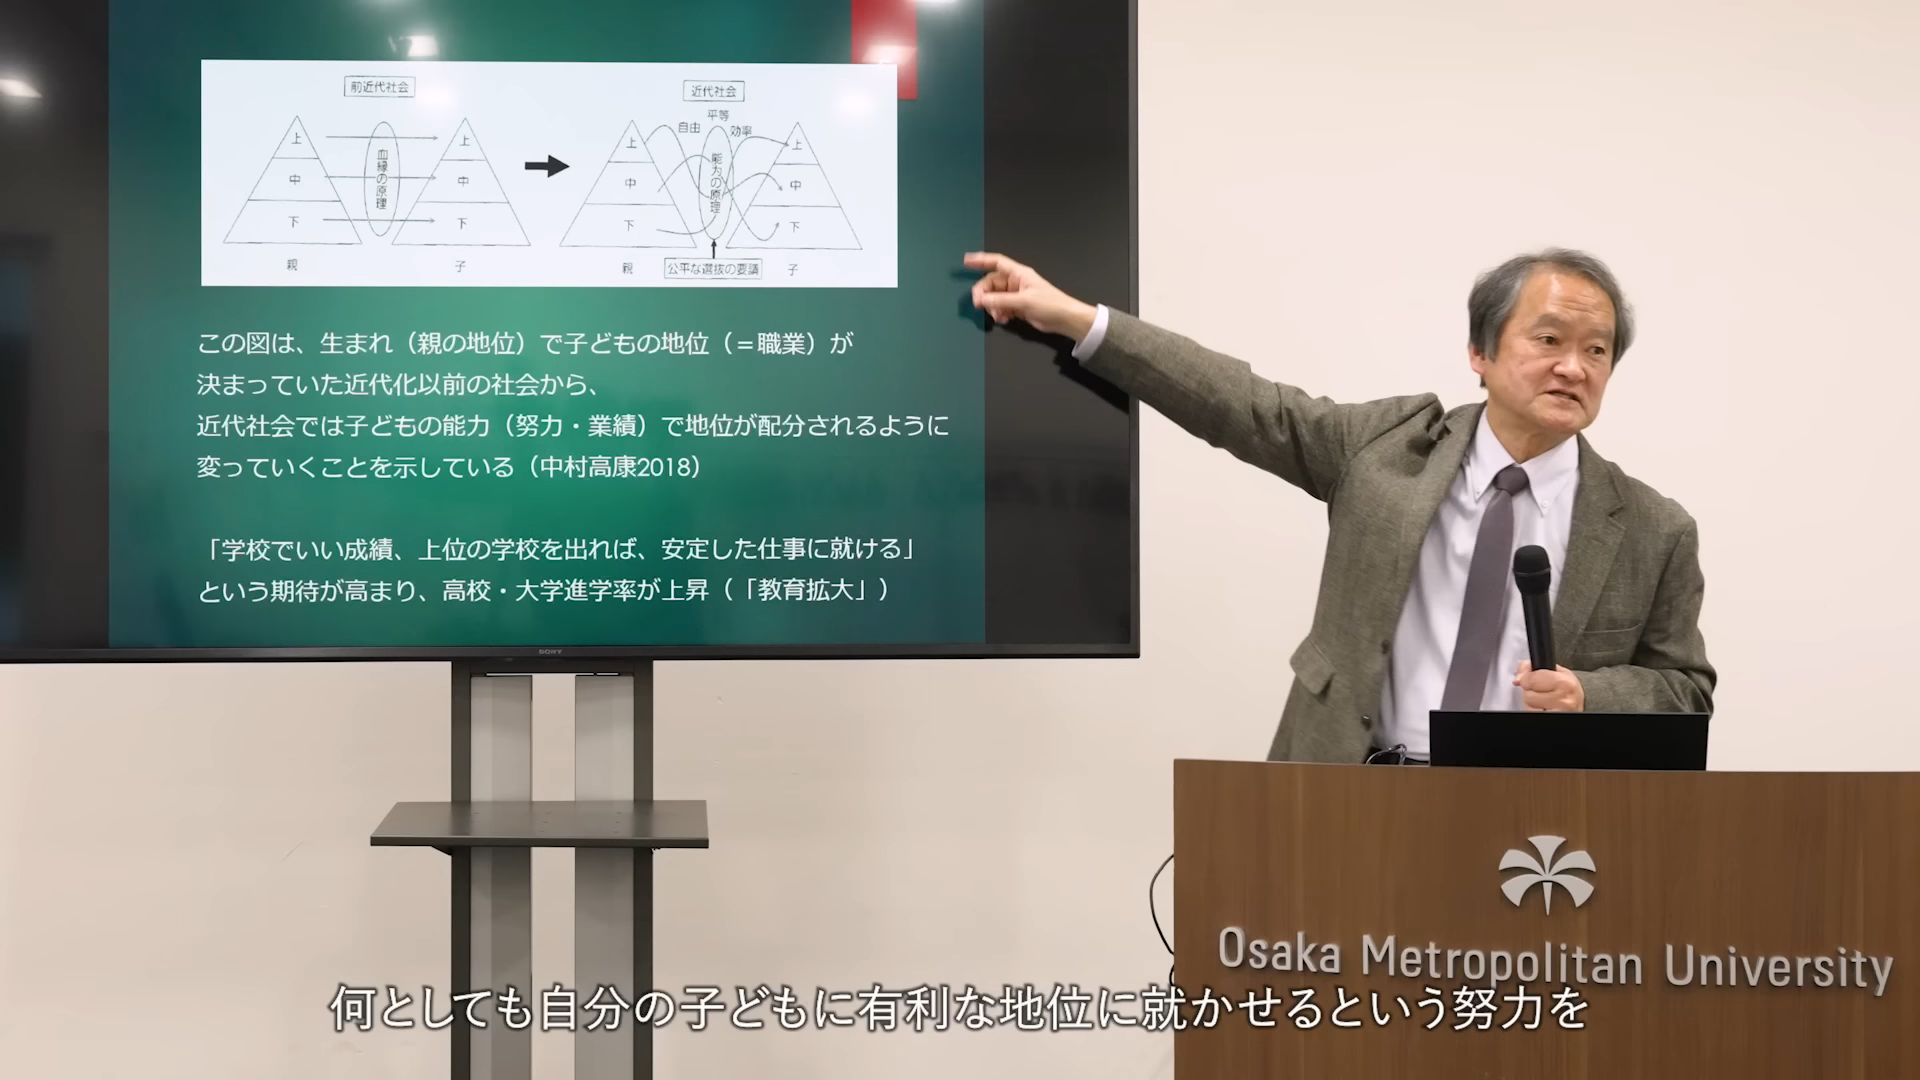 前近代社会
上
中
下
親
血縁の原理
上
中
下
子
近代社会
自由
平等
効率
上
中
下
親
能力の原理
公平な選抜の要請
上
中
下
子
この図は、生まれ（親の地位）で子どもの地位（＝職業）が
決まっていた近代化以前の社会から、
近代社会では子どもの能力（努力・業績）で地位が配分されるように
変っていくことを示している（中村高康2018）
「学校でいい成績、上位の学校を出れば、安定した仕事に就ける」
という期待が高まり、高校・大学進学率が上昇（「教育拡大」）
SONY
Osaka Metropolitan University
何としても自分の子どもに有利な地位に就かせるという努力を